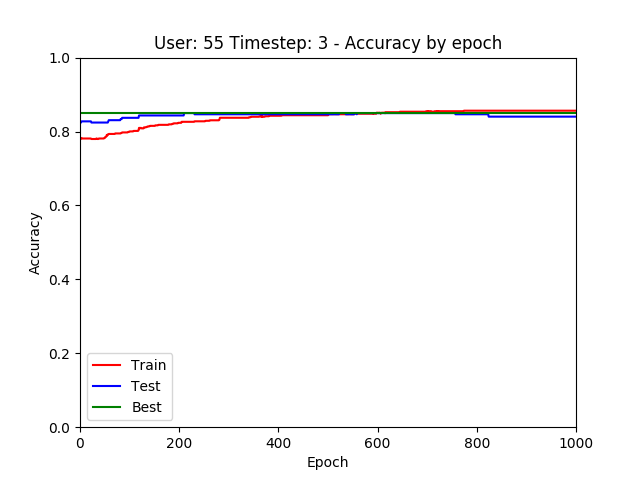 User: 55 Timestep: 3 - Accuracy by epoch
1.0
0.8
0.6
0.4
0.2
0.0
Accuracy
Train
Test
Best
0 200 400 600 800 1000
Epoch